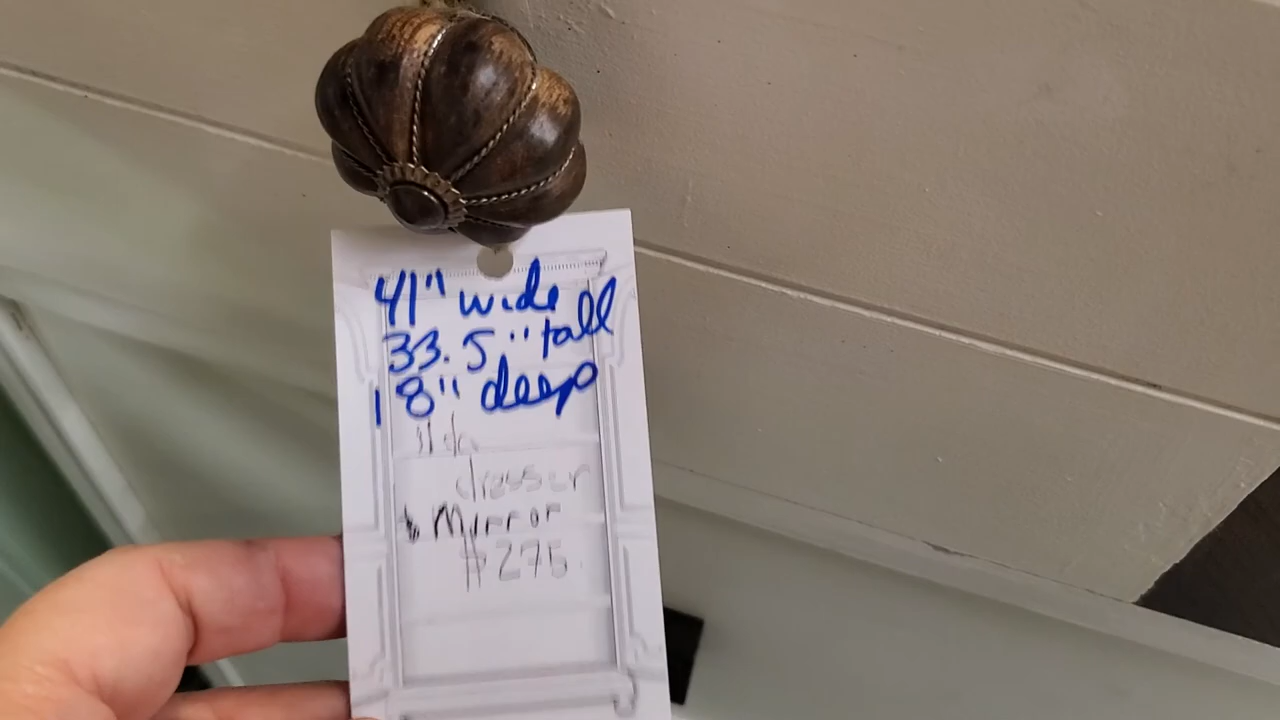 41" wide
33.5" tall
18" deep
dresser
& Mirror
$275